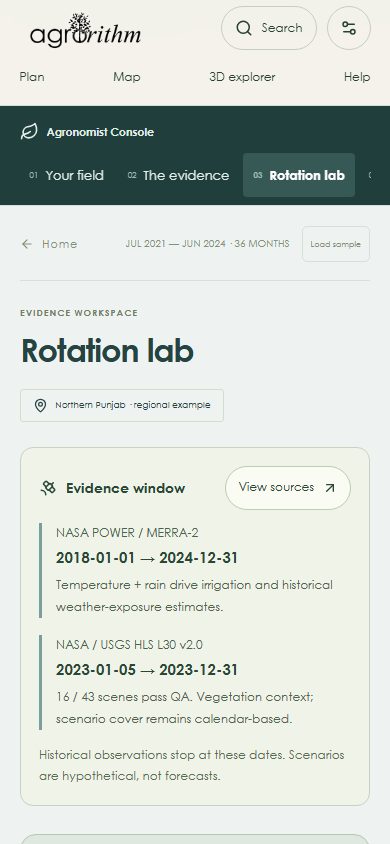 agrorithm
Search
Plan
Map
3D explorer
Help
Agronomist Console
01 Your field
02 The evidence
03 Rotation lab
← Home
JUL 2021 — JUN 2024 · 36 MONTHS
Load sample
EVIDENCE WORKSPACE
Rotation lab
Northern Punjab · regional example
Evidence window
View sources
NASA POWER / MERRA-2
2018-01-01 → 2024-12-31
Temperature + rain drive irrigation and historical
weather-exposure estimates.
NASA / USGS HLS L30 v2.0
2023-01-05 → 2023-12-31
16 / 43 scenes pass QA. Vegetation context;
scenario cover remains calendar-based.
Historical observations stop at these dates. Scenarios
are hypothetical, not forecasts.